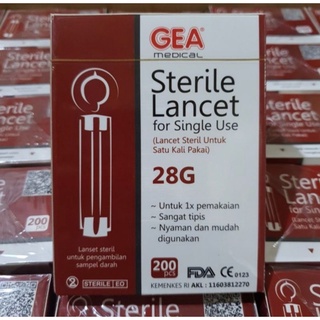 GEA
medical
Sterile
Lancet
for Single Use
(Lancet Steril Untuk
Satu Kali Pakai)
28G
~ Untuk 1x pemakaian
~ Sangat tipis
~ Nyaman dan mudah
digunakan
Lanset steril
untuk pengambilan
sampel darah
2 STERILE EO
200
pcs
FDA CE 0123
KEMENKES RI AKL : 11603812270
200